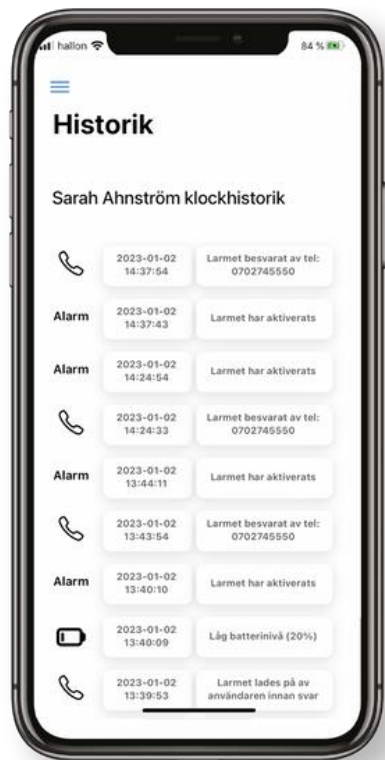 hallon
84 %
Historik
Sarah Ahnström klockhistorik
2023-01-02
14:37:54
Larmet besvarat av tel:
0702745550
Alarm
2023-01-02
14:37:43
Larmet har aktiverats
Alarm
2023-01-02
14:24:54
Larmet har aktiverats
2023-01-02
14:24:33
Larmet besvarat av tel:
0702745550
Alarm
2023-01-02
13:44:11
Larmet har aktiverats
2023-01-02
13:43:54
Larmet besvarat av tel:
0702745550
Alarm
2023-01-02
13:40:10
Larmet har aktiverats
2023-01-02
13:40:09
Låg batterinivå (20%)
2023-01-02
13:39:53
Larmet lades på av
användaren innan svar